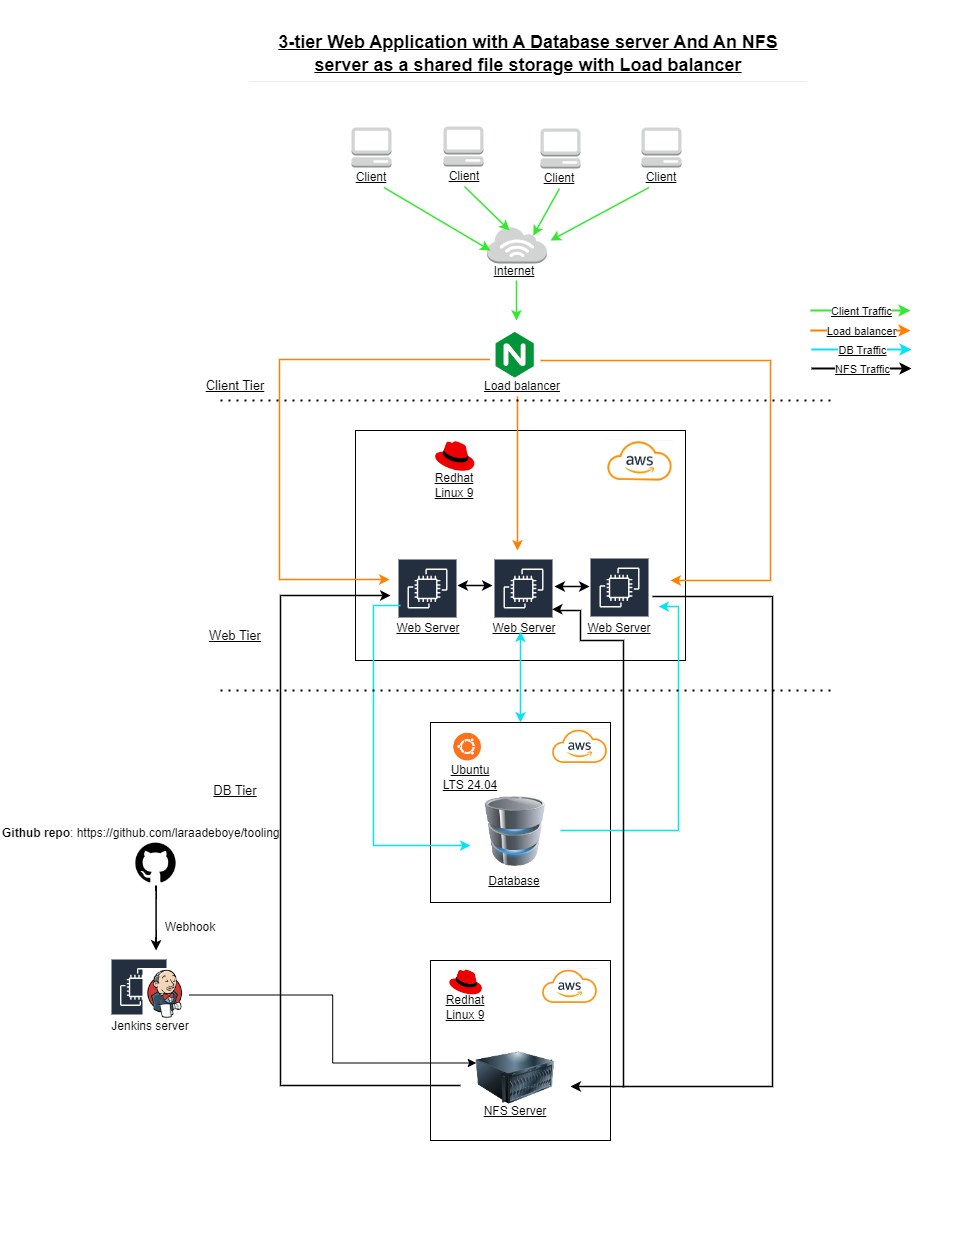 3-tier Web Application with A Database server And An NFS
server as a shared file storage with Load balancer
Client
Client
Client
Client
Internet
Client Traffic
Load balancer
DB Traffic
NFS Traffic
Load balancer
Client Tier
Redhat
Linux 9
aws
Web Server
Web Server
Web Server
Web Tier
Ubuntu
LTS 24.04
aws
DB Tier
Database
Github repo: https://github.com/laraadeboye/tooling
Webhook
Jenkins server
Redhat
Linux 9
aws
NFS Server